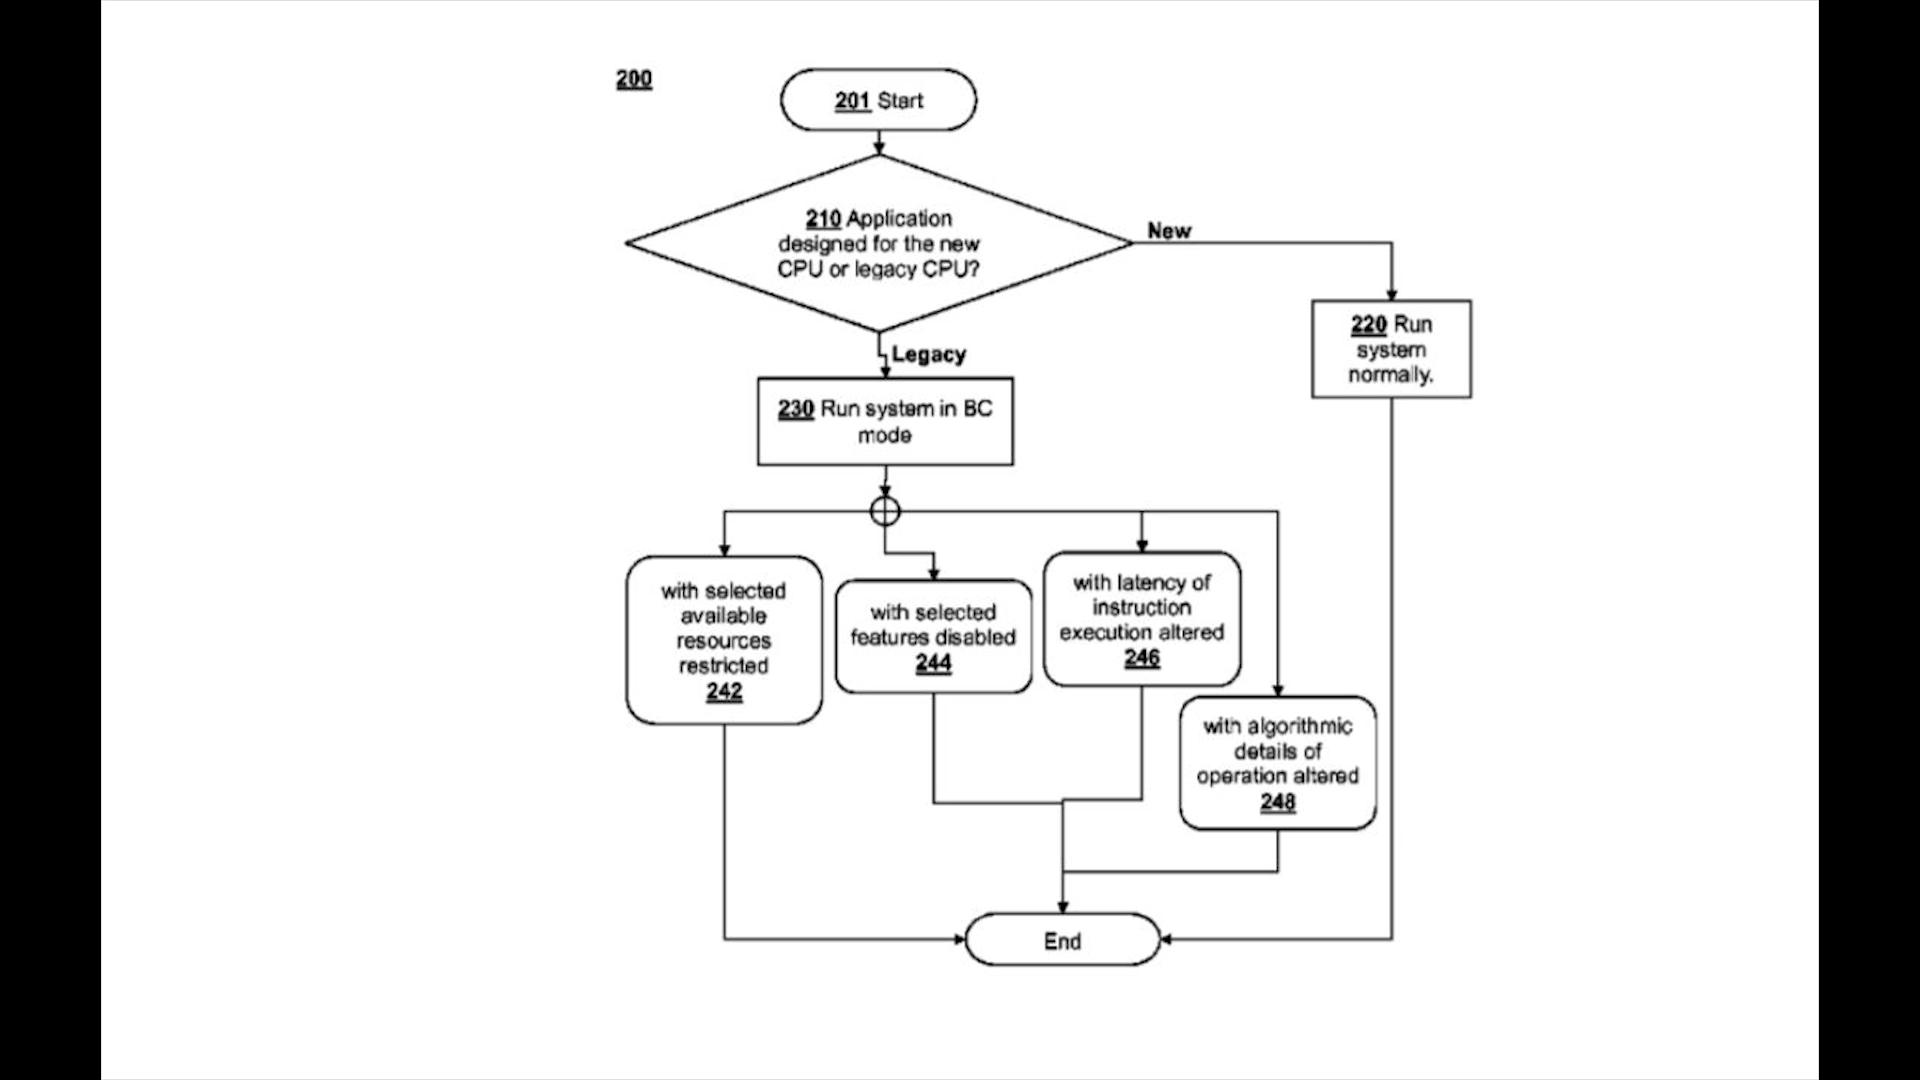 200
201 Start
210 Application
designed for the new
CPU or legacy CPU?
New
220 Run
system
normally.
Legacy
230 Run system in BC
mode
with selected
available
resources
restricted
242
with selected
features disabled
244
with latency of
instruction
execution altered
246
with algorithmic
details of
operation altered
248
End